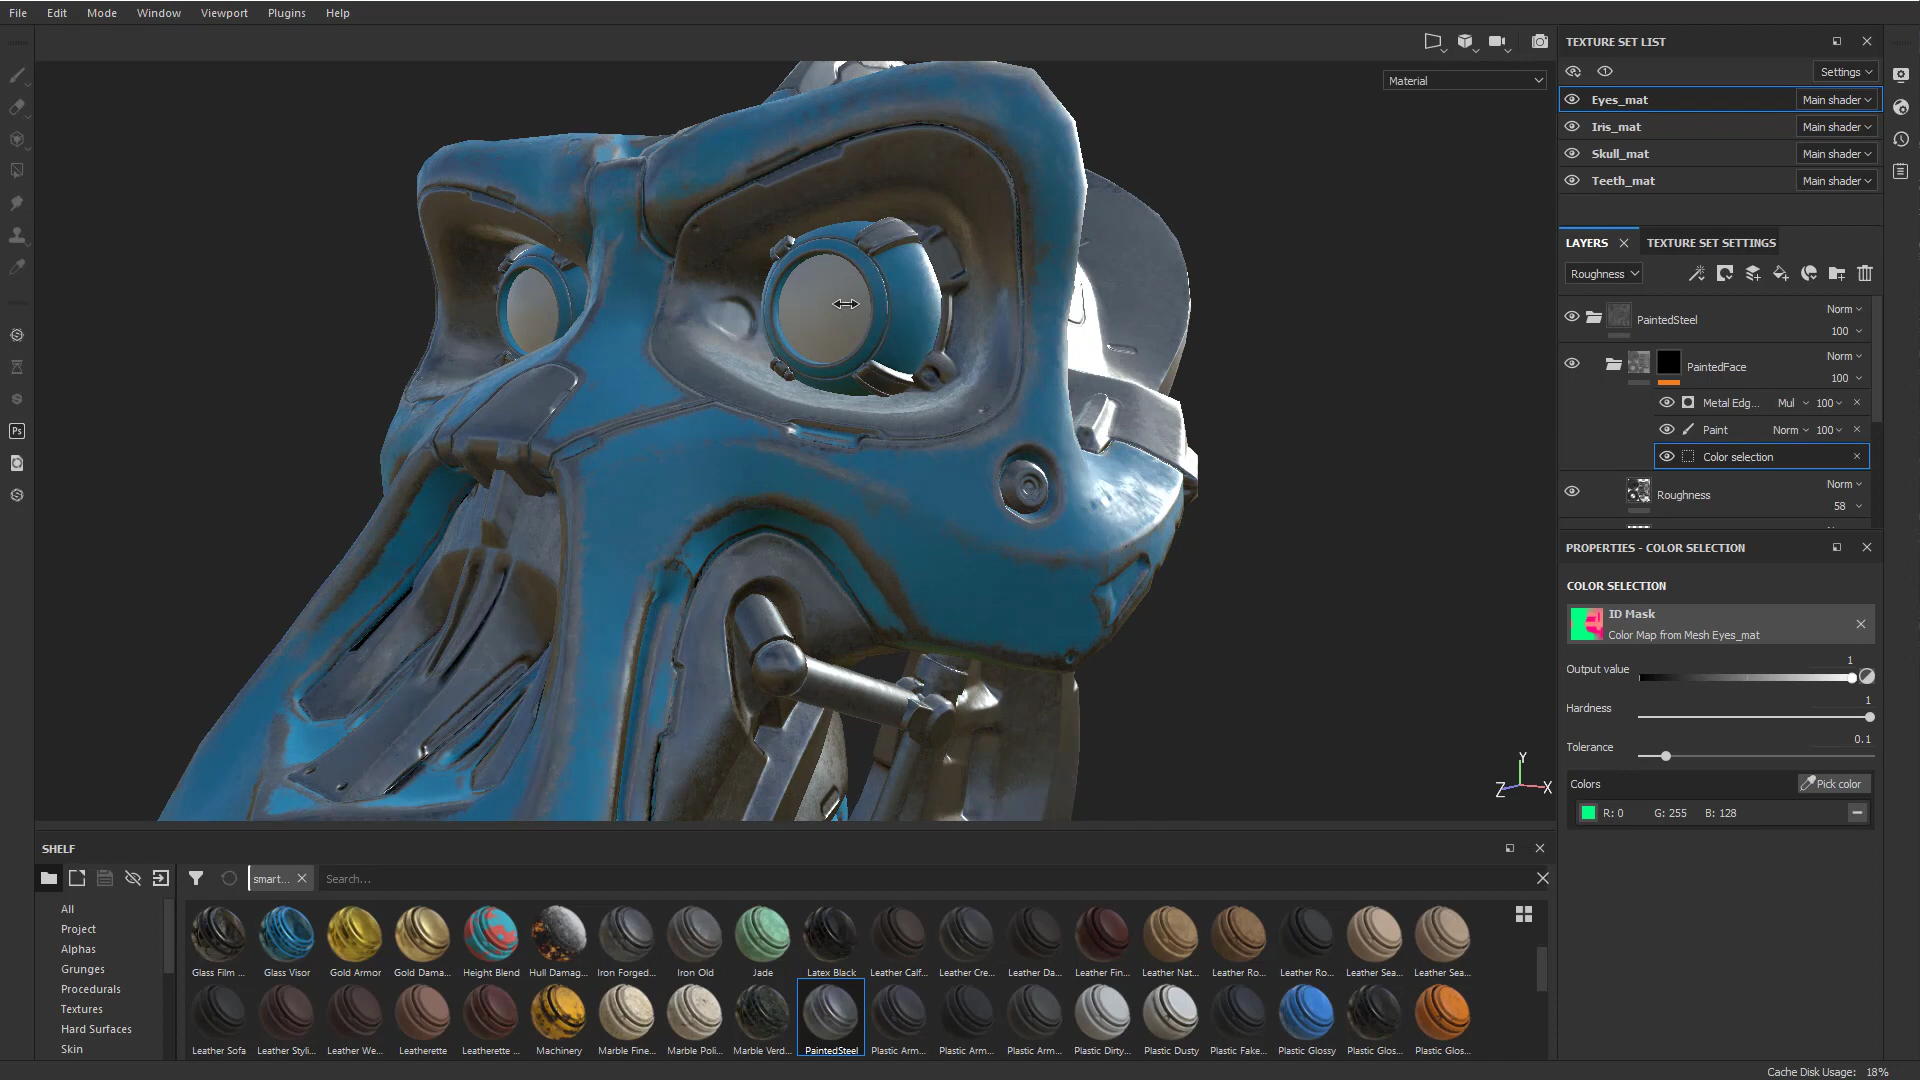 File Edit Mode Window Viewport Plugins Help
Material
TEXTURE SET LIST
Settings
Eyes_mat Main shader
Iris_mat Main shader
Skull_mat Main shader
Teeth_mat Main shader
LAYERS TEXTURE SET SETTINGS
Roughness
PaintedSteel Norm 100
PaintedFace Norm 100
Metal Edg... Mul 100
Paint Norm 100
Color selection
Roughness Norm 58
PROPERTIES - COLOR SELECTION
COLOR SELECTION
ID Mask
Color Map from Mesh Eyes_mat
Output value 1
Hardness 1
Tolerance 0.1
Colors Pick color
R: 0 G: 255 B: 128
Y
Z X
Ps
SHELF
smart... Search...
All
Project
Alphas
Grunges
Procedurals
Textures
Hard Surfaces
Skin
Glass Film ... Glass Visor Gold Armor Gold Dama... Height Blend Hull Damag... Iron Forged... Iron Old Jade Latex Black Leather Calf... Leather Cre... Leather Da... Leather Fin... Leather Nat... Leather Ro... Leather Ro... Leather Sea... Leather Sea...
Leather Sofa Leather Styli... Leather We... Leatherette Leatherette ... Machinery Marble Fine... Marble Poli... Marble Verd... PaintedSteel Plastic Arm... Plastic Arm... Plastic Arm... Plastic Dirty... Plastic Dusty Plastic Fake... Plastic Glossy Plastic Glos... Plastic Glos...
Cache Disk Usage: 18%